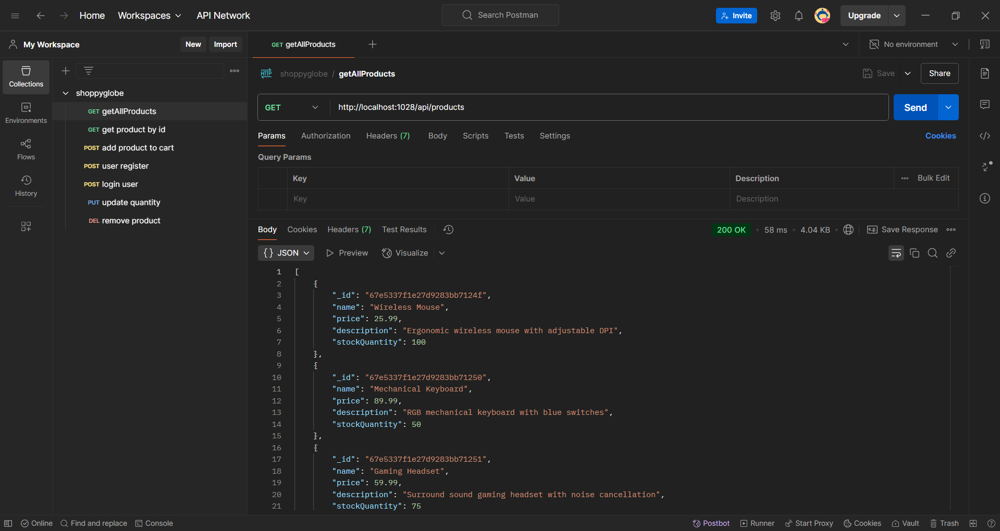 Home Workspaces API Network Search Postman Invite Upgrade
My Workspace New Import GET getAllProducts No environment
Collections
Environments
Flows
History
shoppyglobe
GET getAllProducts
GET get product by id
POST add product to cart
POST user register
POST login user
PUT update quantity
DEL remove product
HTTP shoppyglobe / getAllProducts Save Share
GET http://localhost:1028/api/products Send
Params Authorization Headers (7) Body Scripts Tests Settings Cookies
Query Params
Key Value Description Bulk Edit
Key Value Description
Body Cookies Headers (7) Test Results 200 OK • 58 ms • 4.04 KB • e.g. Save Response
{} JSON Preview Visualize
1 [
2 {
3 "_id": "67e5337f1e27d9283bb7124f",
4 "name": "Wireless Mouse",
5 "price": 25.99,
6 "description": "Ergonomic wireless mouse with adjustable DPI",
7 "stockQuantity": 100
8 },
9 {
10 "_id": "67e5337f1e27d9283bb71250",
11 "name": "Mechanical Keyboard",
12 "price": 89.99,
13 "description": "RGB mechanical keyboard with blue switches",
14 "stockQuantity": 50
15 },
16 {
17 "_id": "67e5337f1e27d9283bb71251",
18 "name": "Gaming Headset",
19 "price": 59.99,
20 "description": "Surround sound gaming headset with noise cancellation",
21 "stockQuantity": 75
Online Find and replace Console Postbot Runner Start Proxy Cookies Vault Trash